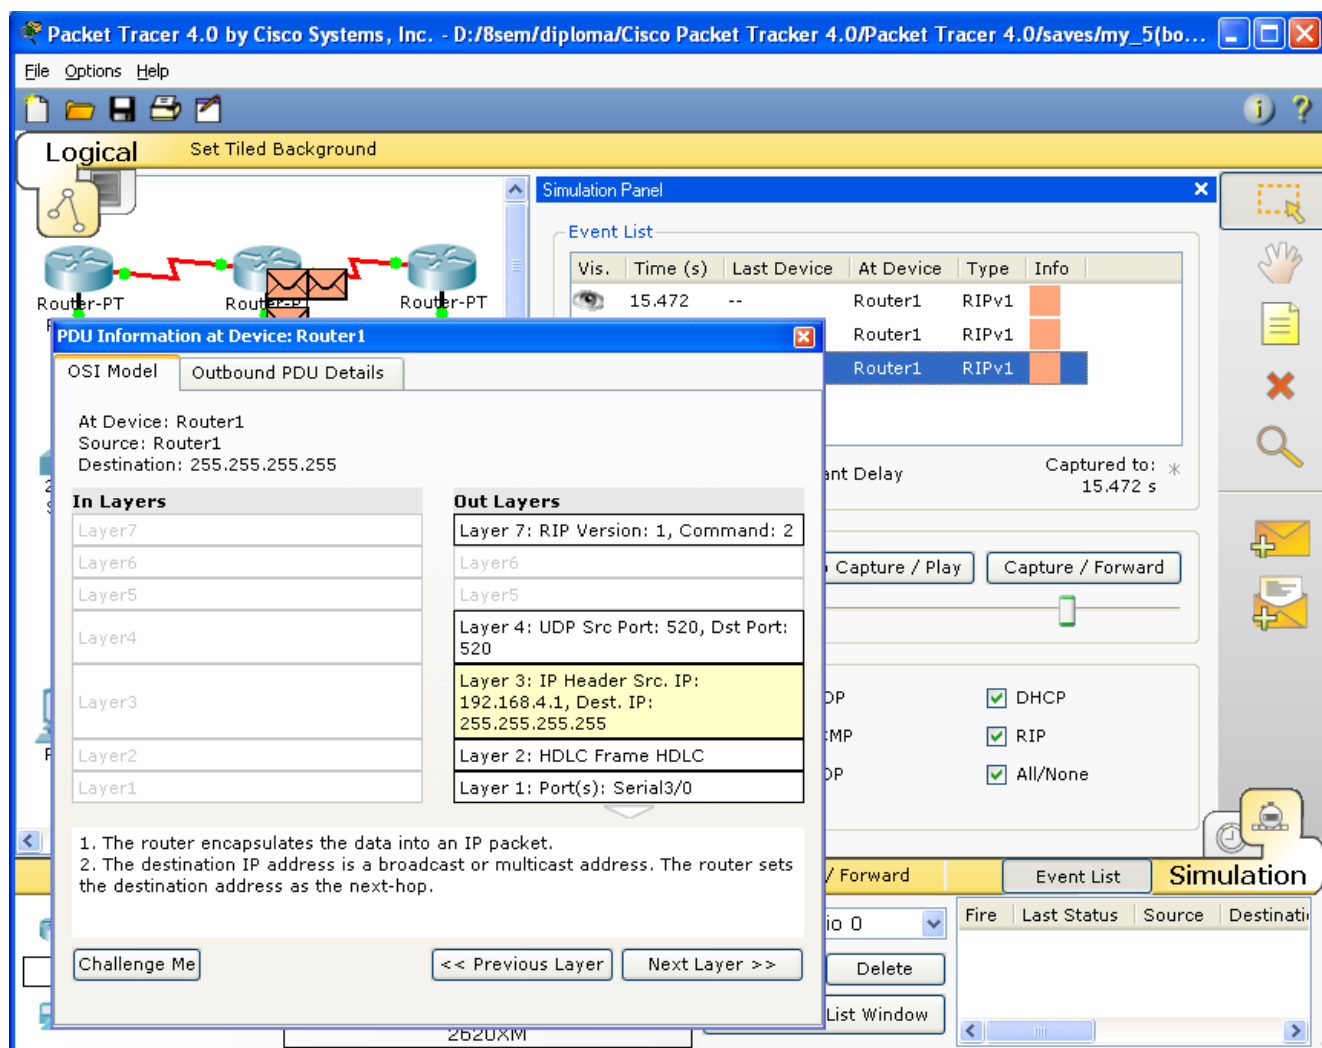 Packet Tracer 4.0 by Cisco Systems, Inc. - D:/8sem/diploma/Cisco Packet Tracker 4.0/Packet Tracer 4.0/saves/my_5(bo...
File Options Help
Logical Set Tiled Background
Simulation Panel
Event List
Vis. Time (s) Last Device At Device Type Info
15.472 -- Router1 RIPv1
Router1 RIPv1
Router1 RIPv1
Router-PT
Router-PT
PDU Information at Device: Router1
OSI Model Outbound PDU Details
At Device: Router1
Source: Router1
Destination: 255.255.255.255
In Layers
Layer7
Layer6
Layer5
Layer4
Layer3
Layer2
Layer1
Out Layers
Layer 7: RIP Version: 1, Command: 2
Layer6
Layer5
Layer 4: UDP Src Port: 520, Dst Port:
520
Layer 3: IP Header Src. IP:
192.168.4.1, Dest. IP:
255.255.255.255
Layer 2: HDLC Frame HDLC
Layer 1: Port(s): Serial3/0
1. The router encapsulates the data into an IP packet.
2. The destination IP address is a broadcast or multicast address. The router sets
the destination address as the next-hop.
Challenge Me << Previous Layer Next Layer >>
Delay
Captured to: *
15.472 s
Capture / Play Capture / Forward
DHCP
RIP
All/None
/ Forward Event List Simulation
0
Delete
List Window
Fire Last Status Source Destinati
2620XM